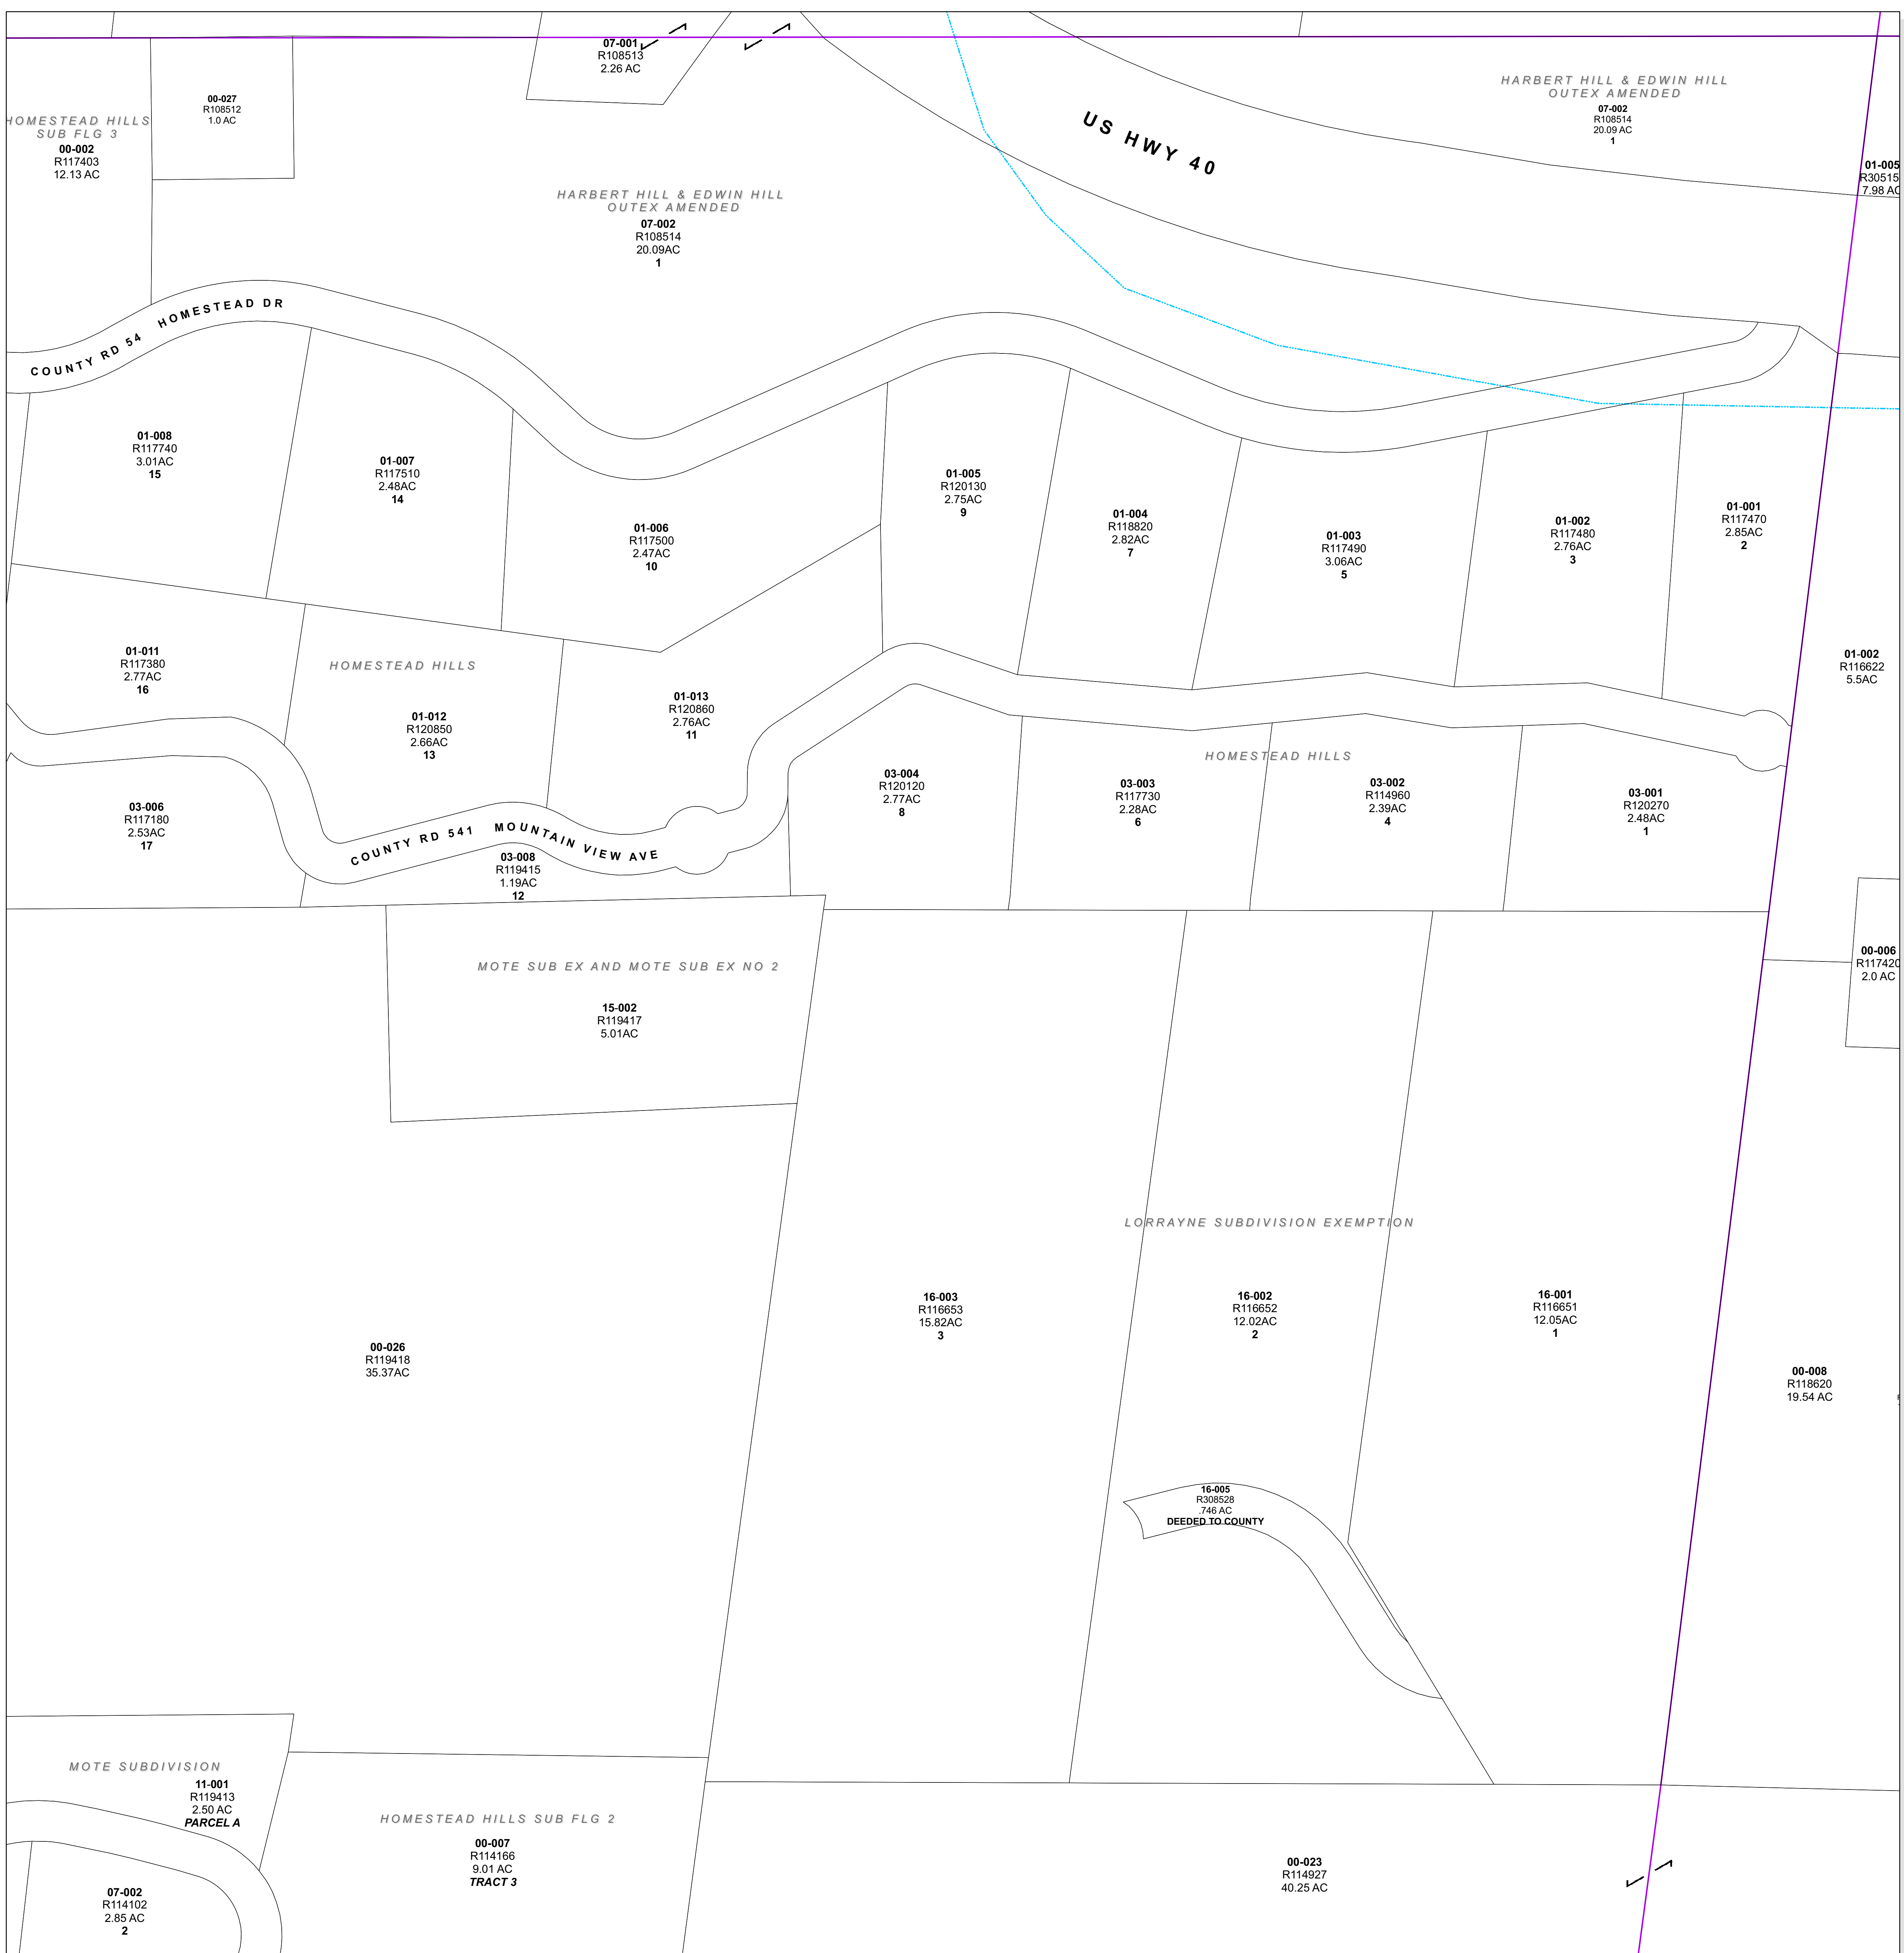 07-001
R108513
2.26 AC
HARBERT HILL & EDWIN HILL
OUTEX AMENDED
07-002
R108514
20.09 AC
1
00-027
R108512
1.0 AC
HOMESTEAD HILLS
SUB FLG 3
00-002
R117403
12.13 AC
US HWY 40
01-005
R30515
7.98 AC
HARBERT HILL & EDWIN HILL
OUTEX AMENDED
07-002
R108514
20.09AC
1
COUNTY RD 54 HOMESTEAD DR
01-008
R117740
3.01AC
15
01-007
R117510
2.48AC
14
01-006
R117500
2.47AC
10
01-005
R120130
2.75AC
9
01-004
R118820
2.82AC
7
01-003
R117490
3.06AC
5
01-002
R117480
2.76AC
3
01-001
R117470
2.85AC
2
01-002
R116622
5.5AC
01-011
R117380
2.77AC
16
HOMESTEAD HILLS
01-012
R120850
2.66AC
13
01-013
R120860
2.76AC
11
HOMESTEAD HILLS
03-006
R117180
2.53AC
17
COUNTY RD 541 MOUNTAIN VIEW AVE
03-008
R119415
1.19AC
12
03-004
R120120
2.77AC
8
03-003
R117730
2.28AC
6
03-002
R114960
2.39AC
4
03-001
R120270
2.48AC
1
00-006
R117420
2.0 AC
MOTE SUB EX AND MOTE SUB EX NO 2
15-002
R119417
5.01AC
LORRAYNE SUBDIVISION EXEMPTION
16-003
R116653
15.82AC
3
16-002
R116652
12.02AC
2
16-001
R116651
12.05AC
1
00-026
R119418
35.37AC
00-008
R118620
19.54 AC
16-005
R308528
.746 AC
DEEDED TO COUNTY
MOTE SUBDIVISION
11-001
R119413
2.50 AC
PARCEL A
HOMESTEAD HILLS SUB FLG 2
00-007
R114166
9.01 AC
TRACT 3
00-023
R114927
40.25 AC
07-002
R114102
2.85 AC
2